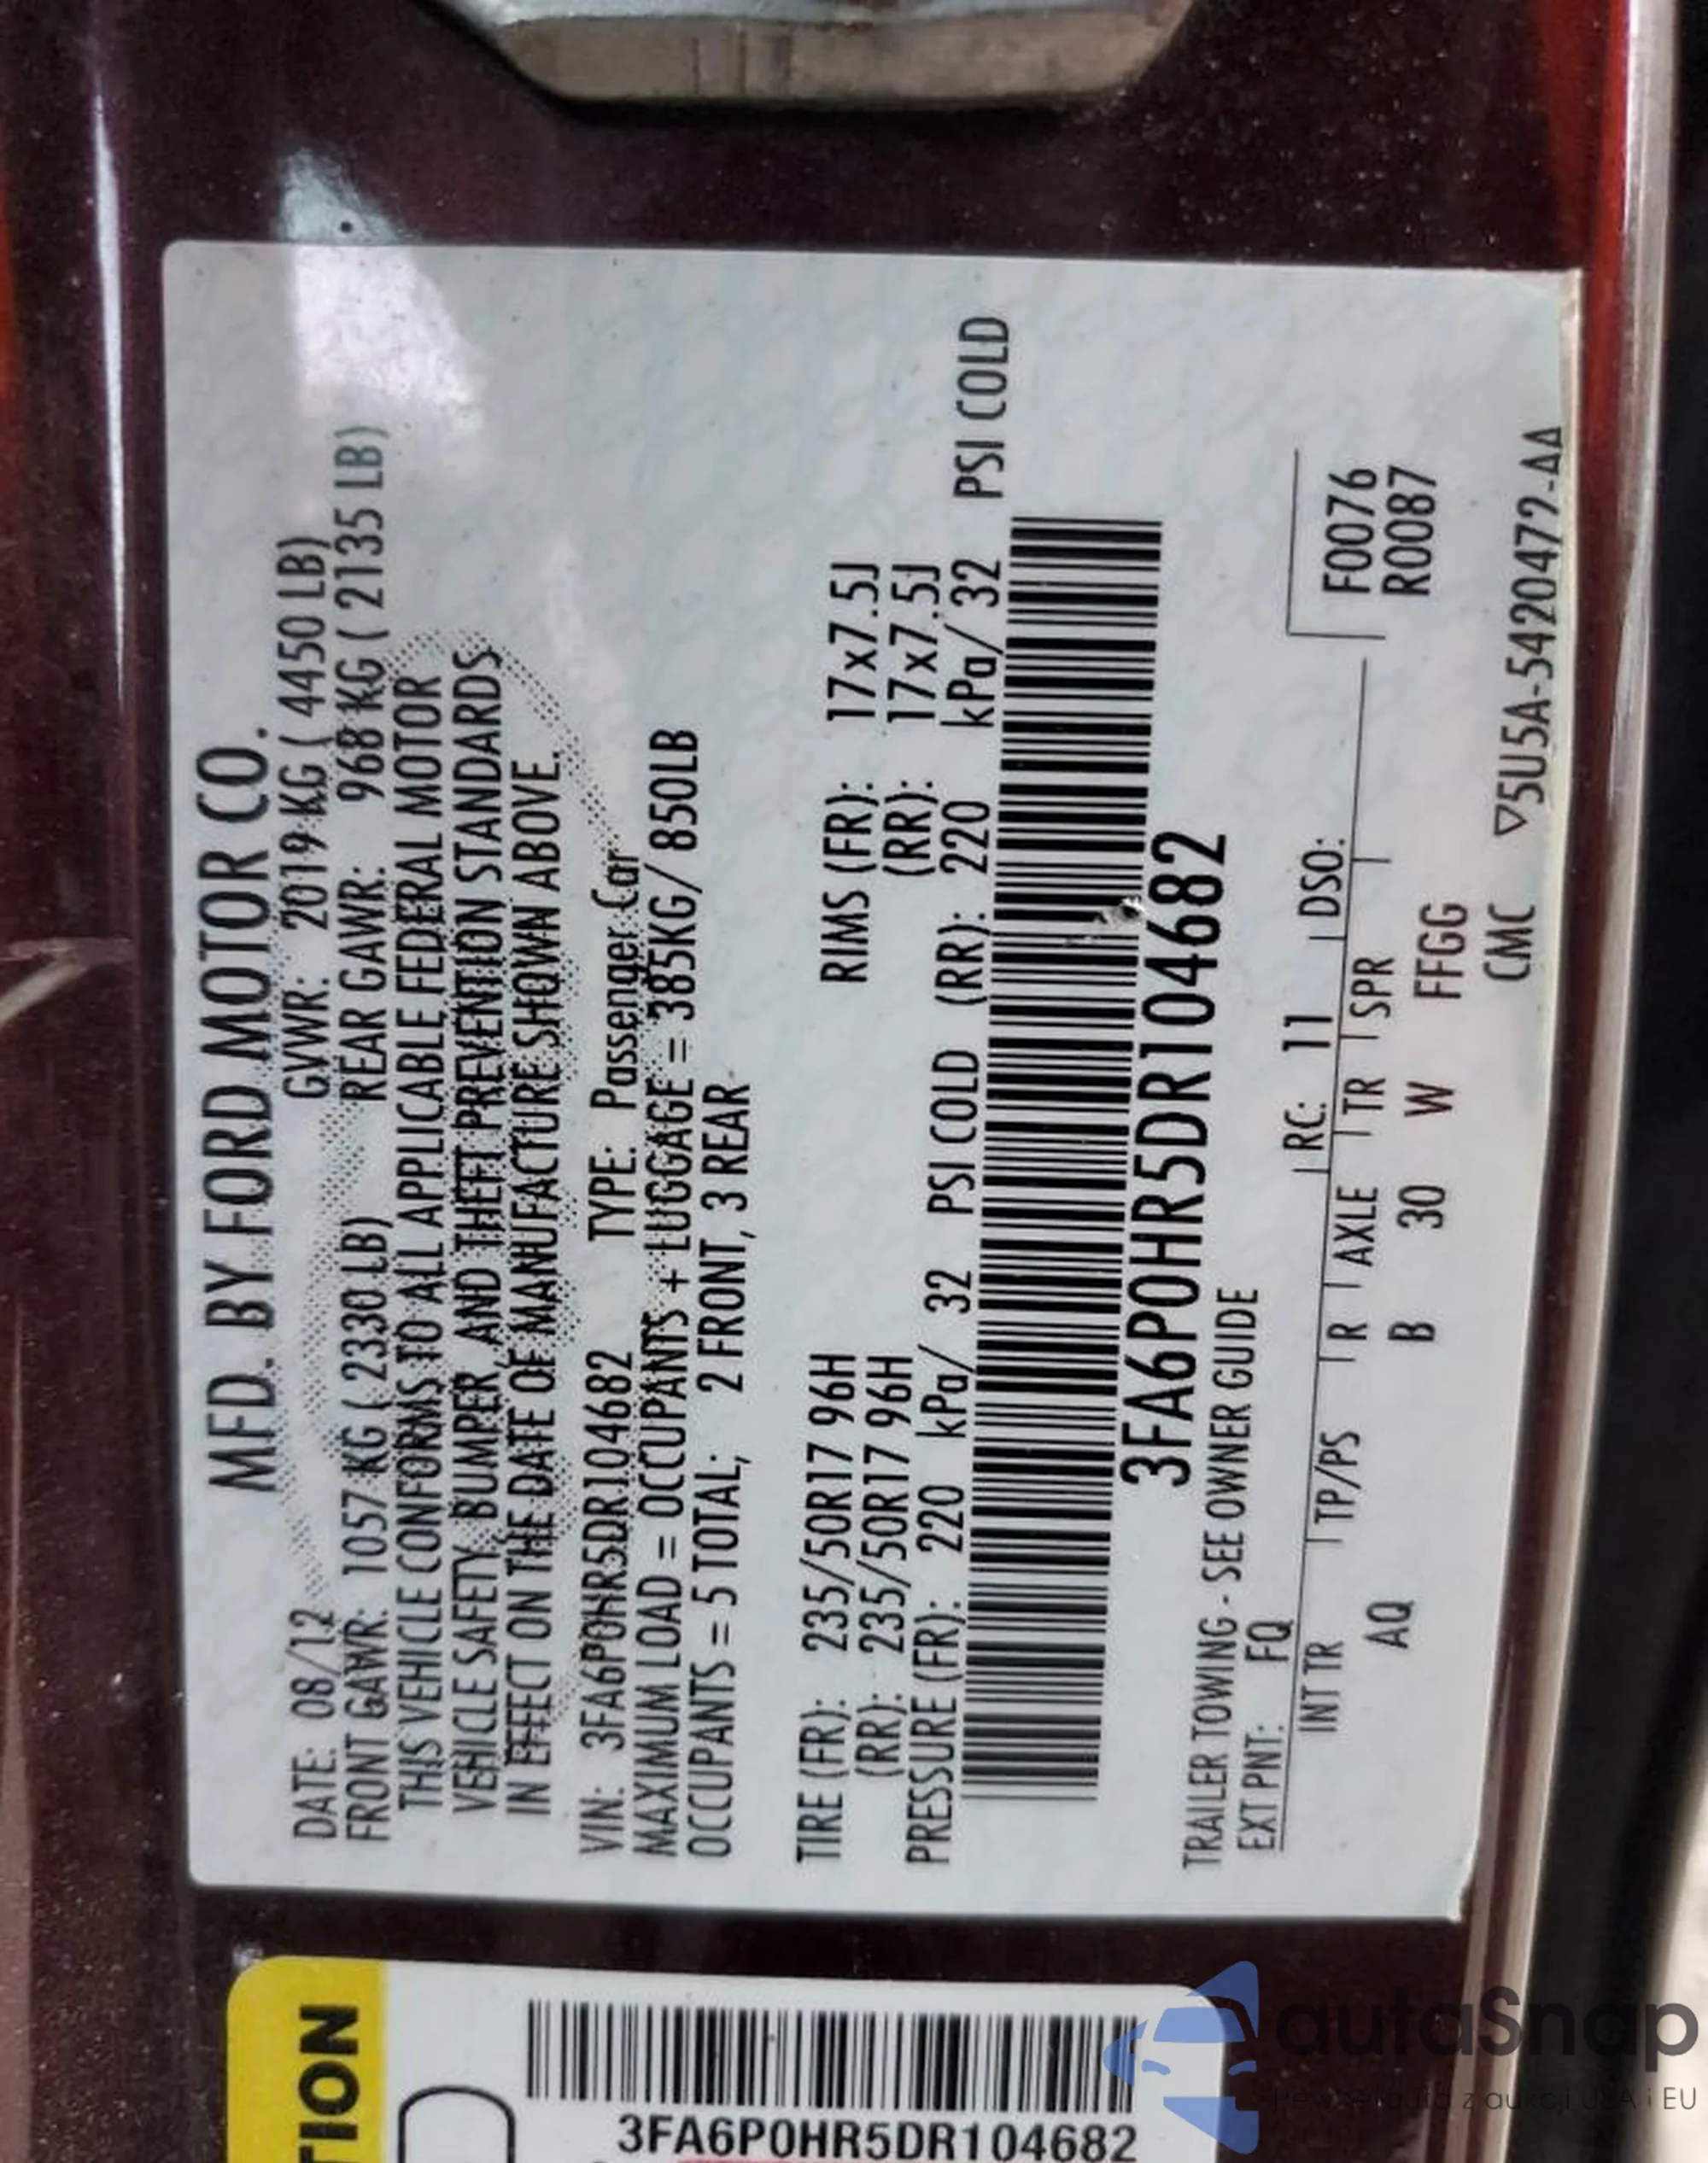 MFD. BY FORD MOTOR CO.
DATE: 08/12 GVWR: 2019 KG ( 4450 LB)
FRONT GAWR: 1057 KG ( 2330 LB) REAR GAWR: 968 KG ( 2135 LB)
THIS VEHICLE CONFORMS TO ALL APPLICABLE FEDERAL MOTOR
VEHICLE SAFETY, BUMPER, AND THEFT PREVENTION STANDARDS
IN EFFECT ON THE DATE OF MANUFACTURE SHOWN ABOVE.
VIN: 3FA6P0HR5DR104682 TYPE: Passenger Car
MAXIMUM LOAD = OCCUPANTS + LUGGAGE = 385KG/ 850LB
OCCUPANTS = 5 TOTAL; 2 FRONT, 3 REAR
TIRE (FR): 235/50R17 96H RIMS (FR): 17x7.5J
(RR): 235/50R17 96H (RR): 17x7.5J
PRESSURE (FR): 220 kPa/ 32 PSI COLD (RR): 220 kPa/ 32 PSI COLD
3FA6P0HR5DR104682
TRAILER TOWING - SEE OWNER GUIDE
EXT PNT: FQ RC: 11 DSO:
F0076
INT TR TP/PS R AXLE TR SPR
R0087
AQ B 30 W FFGG
CMC ▽5U5A-5420472-AA
TION
3FA6P0HR5DR104682
autaSnap
Pewne auta z aukcji USA i EU